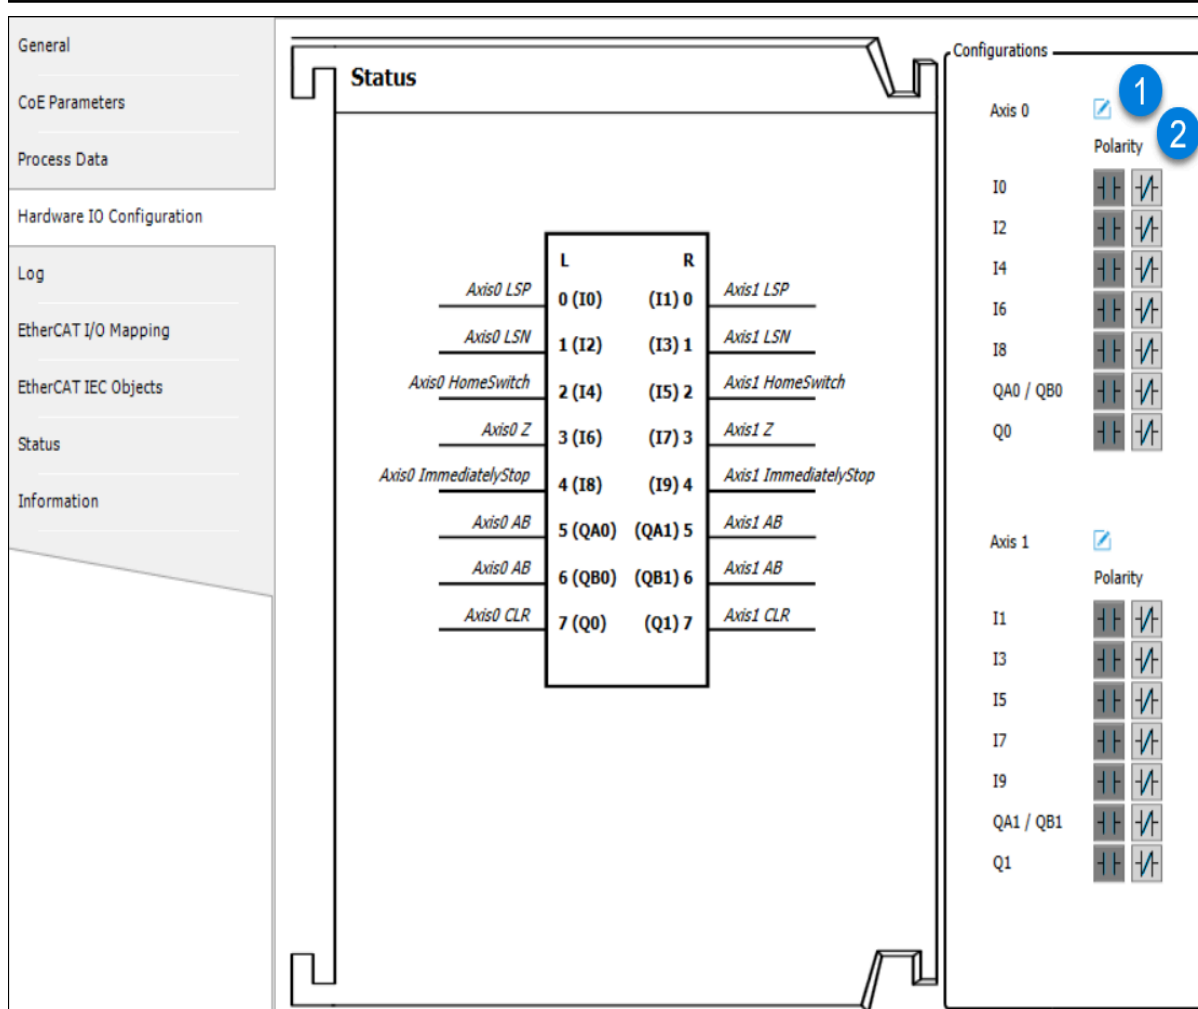 General
CoE Parameters
Process Data
Hardware IO Configuration
Log
EtherCAT I/O Mapping
EtherCAT IEC Objects
Status
Information
Status
L R
Axis0 LSP 0 (I0) (I1) 0 Axis1 LSP
Axis0 LSN 1 (I2) (I3) 1 Axis1 LSN
Axis0 HomeSwitch 2 (I4) (I5) 2 Axis1 HomeSwitch
Axis0 Z 3 (I6) (I7) 3 Axis1 Z
Axis0 ImmediatelyStop 4 (I8) (I9) 4 Axis1 ImmediatelyStop
Axis0 AB 5 (QA0) (QA1) 5 Axis1 AB
Axis0 AB 6 (QB0) (QB1) 6 Axis1 AB
Axis0 CLR 7 (Q0) (Q1) 7 Axis1 CLR
Configurations
Axis 0 1
Polarity 2
I0
I2
I4
I6
I8
QA0 / QB0
Q0
Axis 1
Polarity
I1
I3
I5
I7
I9
QA1 / QB1
Q1